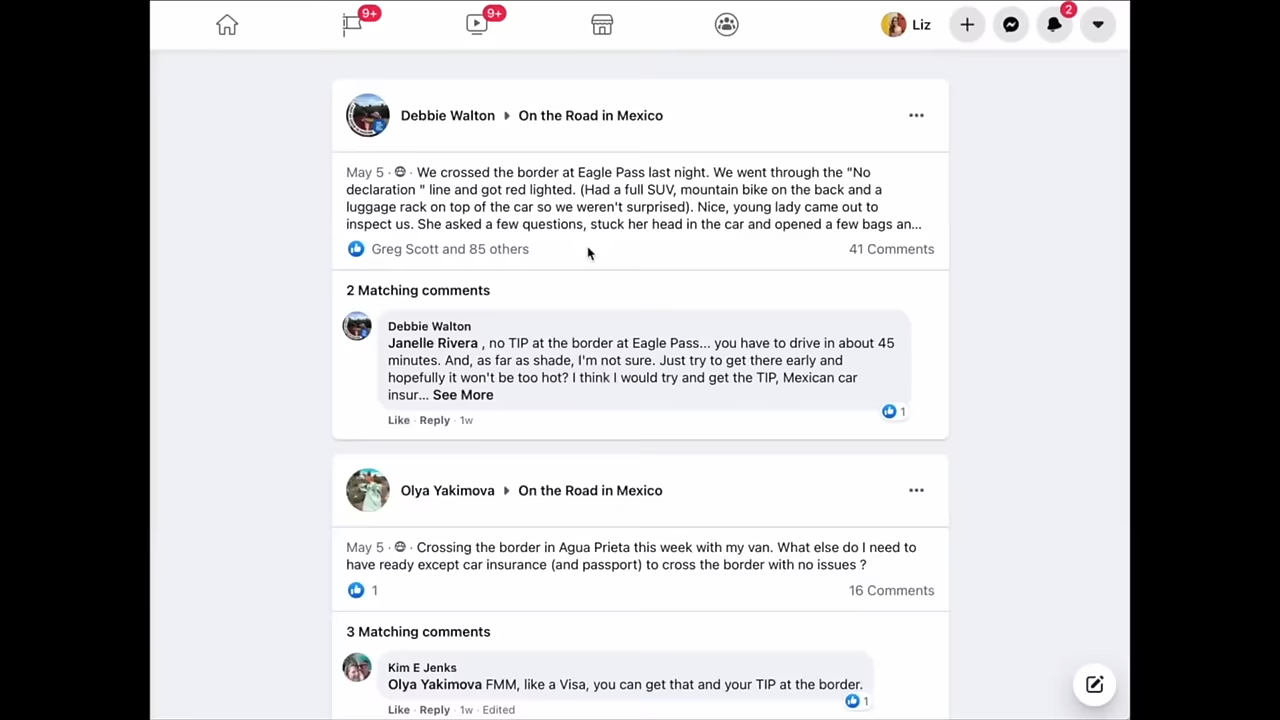 9+
9+
Liz
2
Debbie Walton On the Road in Mexico
May 5 · · We crossed the border at Eagle Pass last night. We went through the "No
declaration " line and got red lighted. (Had a full SUV, mountain bike on the back and a
luggage rack on top of the car so we weren't surprised). Nice, young lady came out to
inspect us. She asked a few questions, stuck her head in the car and opened a few bags an...
Greg Scott and 85 others 41 Comments
2 Matching comments
Debbie Walton
Janelle Rivera , no TIP at the border at Eagle Pass... you have to drive in about 45
minutes. And, as far as shade, I'm not sure. Just try to get there early and
hopefully it won't be too hot? I think I would try and get the TIP, Mexican car
insur... See More
1
Like · Reply · 1w
Olya Yakimova On the Road in Mexico
May 5 · · Crossing the border in Agua Prieta this week with my van. What else do I need to
have ready except car insurance (and passport) to cross the border with no issues ?
1 16 Comments
3 Matching comments
Kim E Jenks
Olya Yakimova FMM, like a Visa, you can get that and your TIP at the border.
1
Like · Reply · 1w · Edited